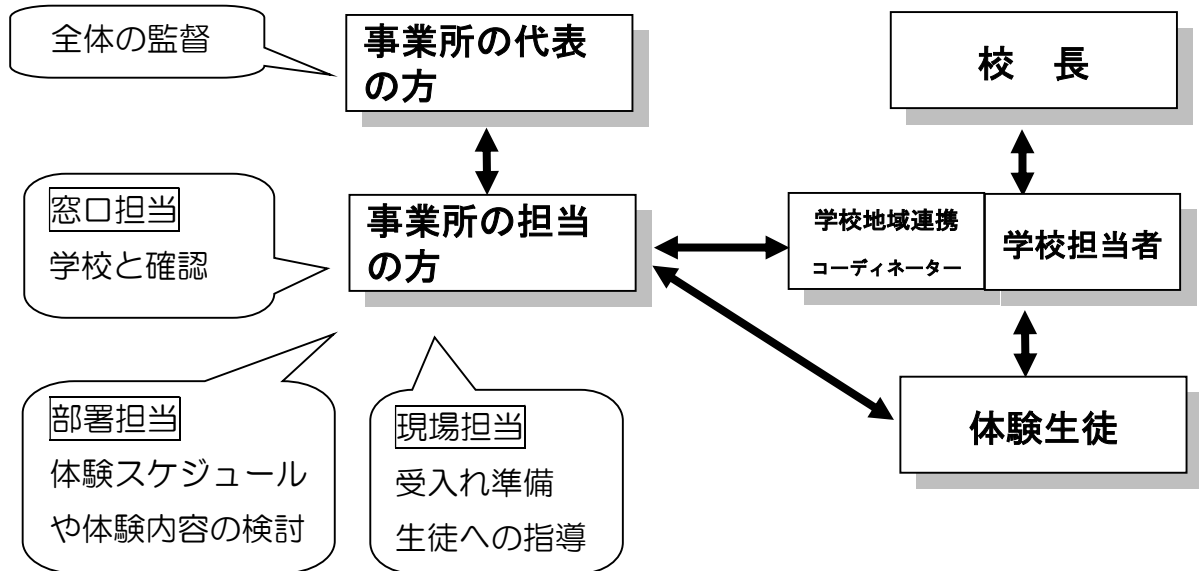 全体の監督
事業所の代表
の方
校　長
窓口担当
学校と確認
事業所の担当
の方
学校地域連携
コーディネーター
学校担当者
部署担当
体験スケジュール
や体験内容の検討
現場担当
受入れ準備
生徒への指導
体験生徒